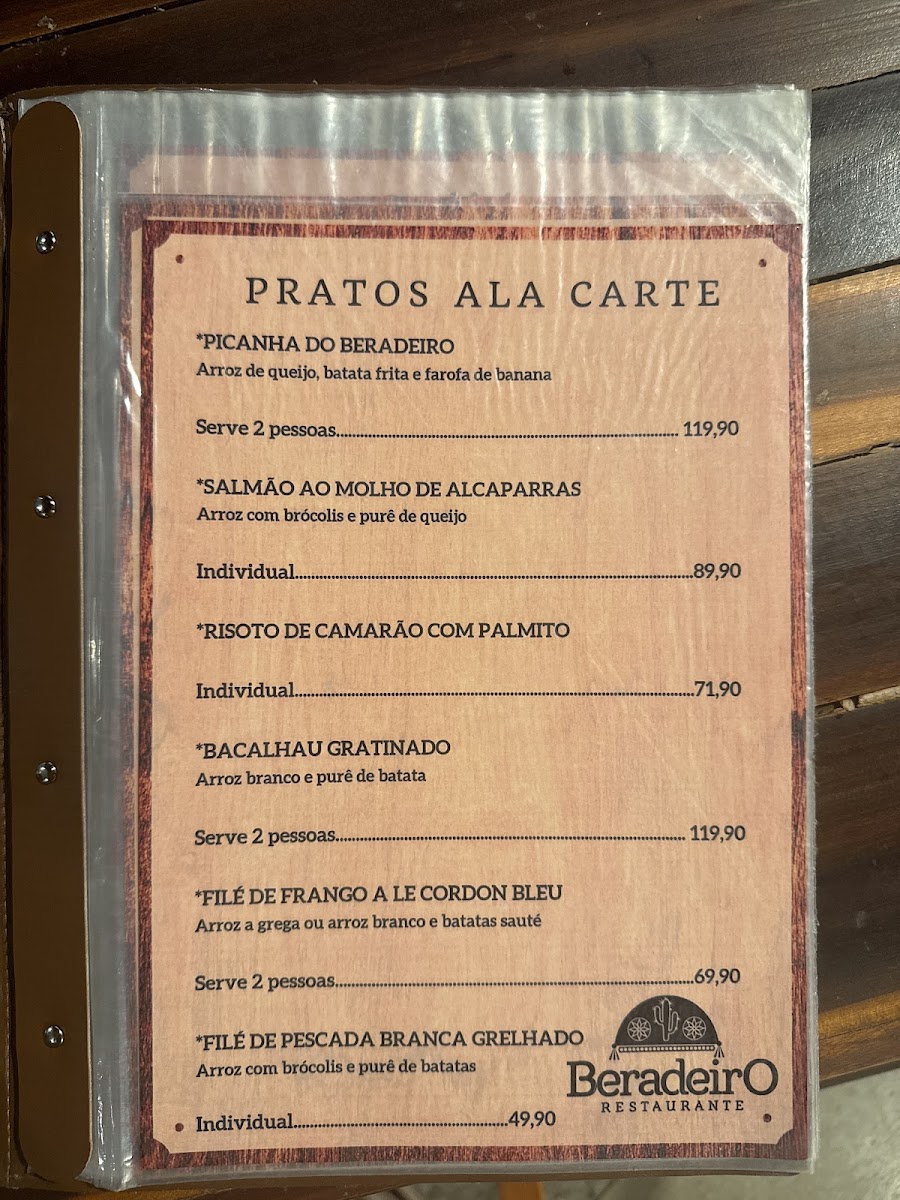 PRATOS ALA CARTE
*PICANHA DO BERADEIRO
Arroz de queijo, batata frita e farofa de banana
Serve 2 pessoas................................................................................ 119,90
*SALMÃO AO MOLHO DE ALCAPARRAS
Arroz com brócolis e purê de queijo
Individual................................................................................89,90
*RISOTO DE CAMARÃO COM PALMITO
Individual................................................................................71,90
*BACALHAU GRATINADO
Arroz branco e purê de batata
Serve 2 pessoas................................................................................ 119,90
*FILÉ DE FRANGO A LE CORDON BLEU
Arroz a grega ou arroz branco e batatas sauté
Serve 2 pessoas................................................................................69,90
*FILÉ DE PESCADA BRANCA GRELHADO
Arroz com brócolis e purê de batatas
Individual..................................................49,90
BeradeirO
RESTAURANTE